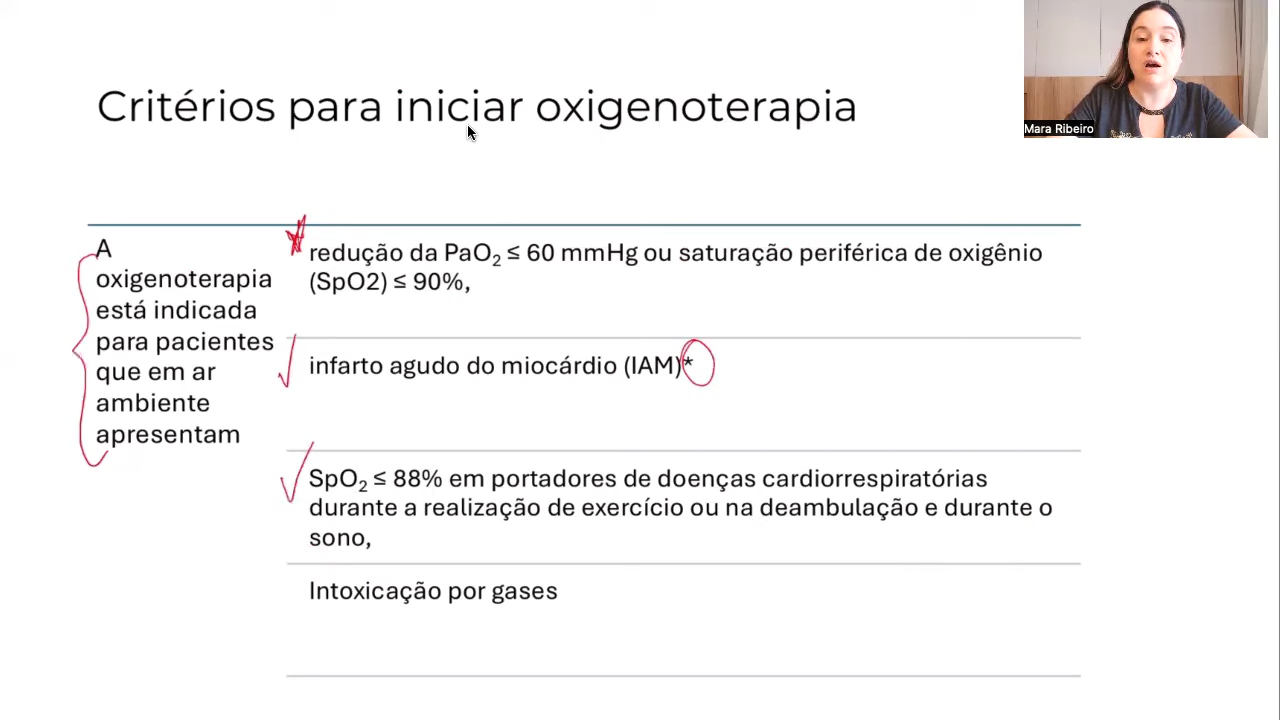 Critérios para iniciar oxigenoterapia
Mara Ribeiro
A
oxigenoterapia
está indicada
para pacientes
que em ar
ambiente
apresentam
redução da PaO₂ ≤ 60 mmHg ou saturação periférica de oxigênio
(SpO2) ≤ 90%,
infarto agudo do miocárdio (IAM)*
SpO₂ ≤ 88% em portadores de doenças cardiorrespiratórias
durante a realização de exercício ou na deambulação e durante o
sono,
Intoxicação por gases